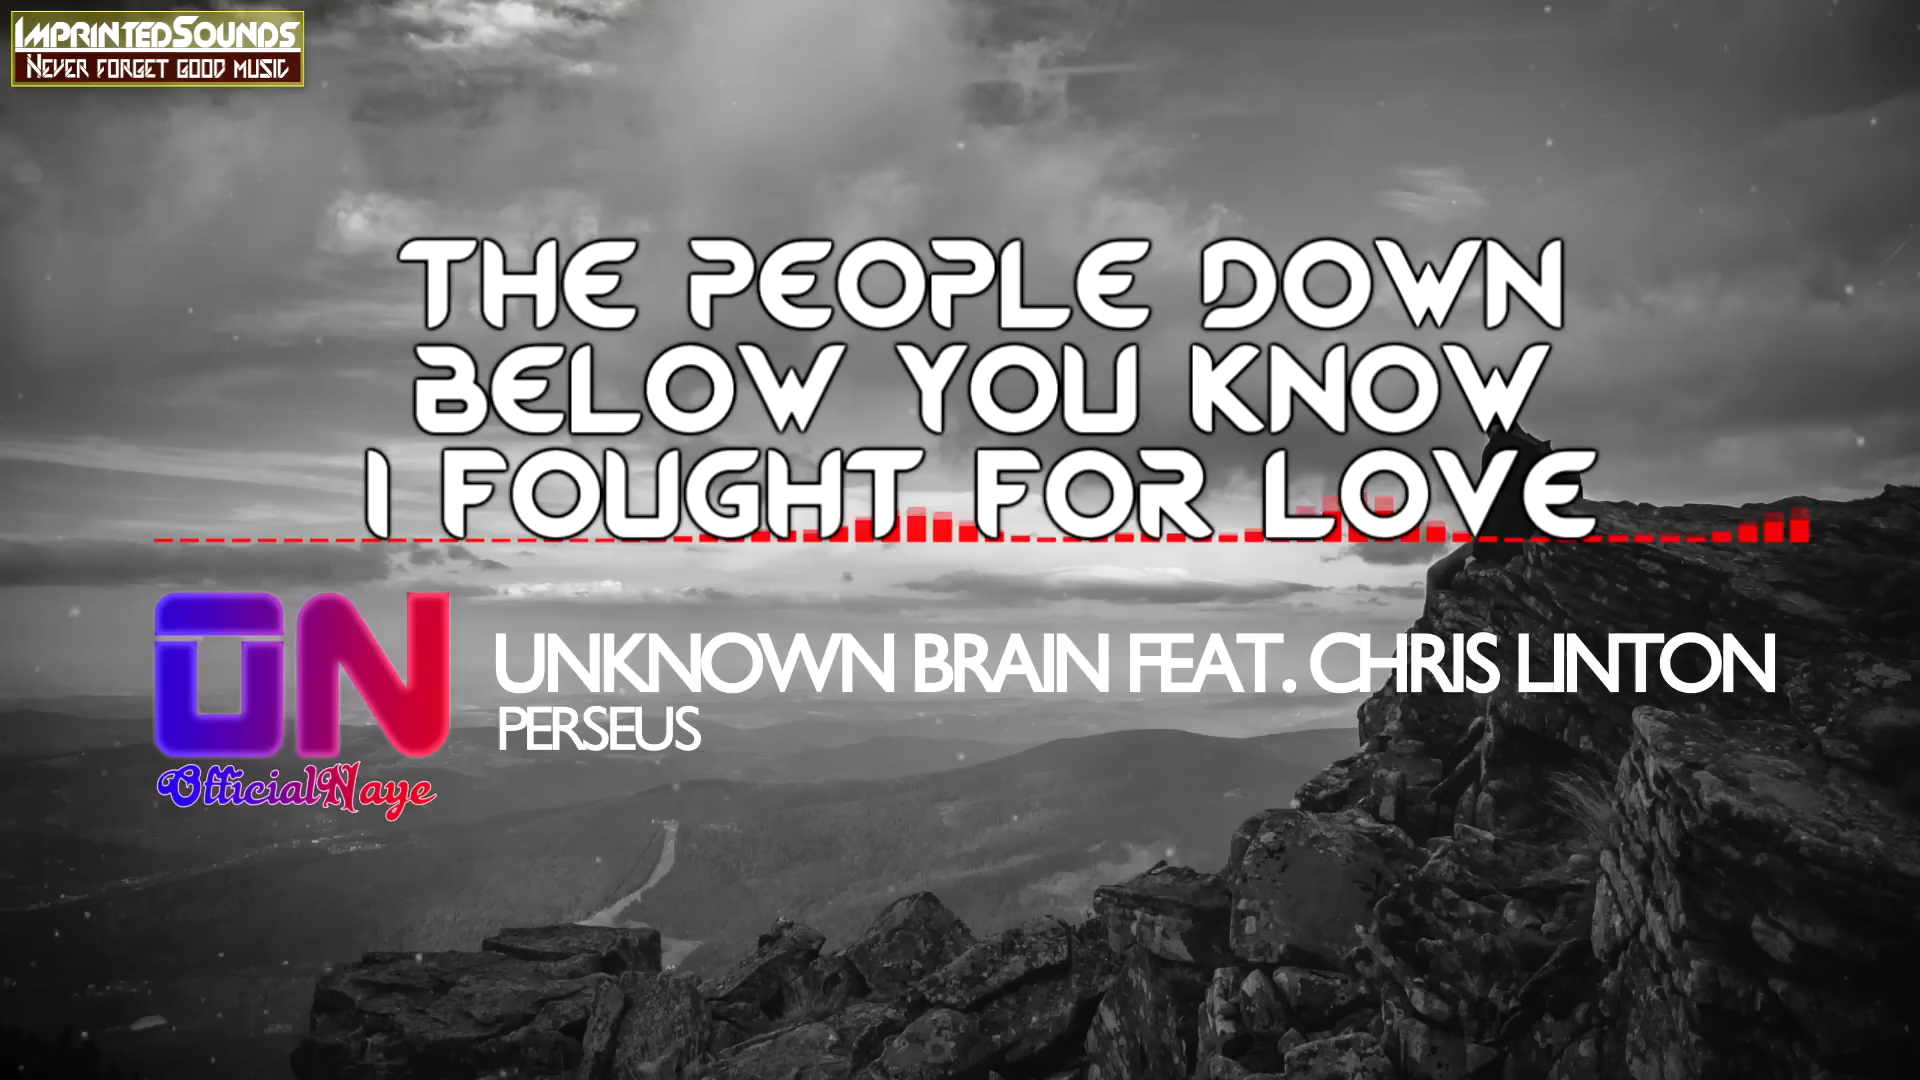 ImprintedSounds
Never forget good music
THE PEOPLE DOWN
BELOW YOU KNOW
I FOUGHT FOR LOVE
ON
UNKNOWN BRAIN FEAT. CHRIS LINTON
PERSEUS
OfficialNaye